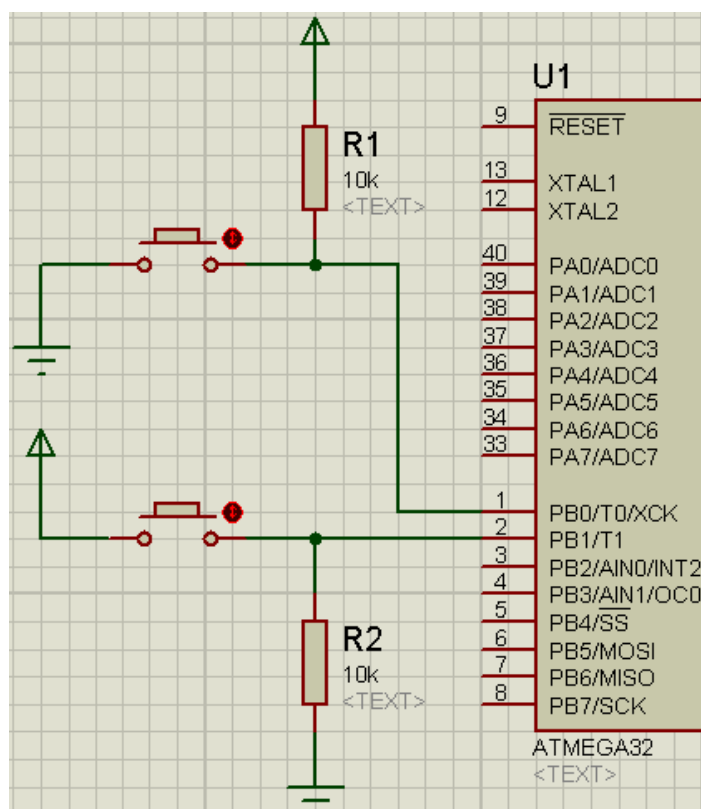 U1
R1
10k
<TEXT>
R2
10k
<TEXT>
9 RESET
13 XTAL1
12 XTAL2
40 PA0/ADC0
39 PA1/ADC1
38 PA2/ADC2
37 PA3/ADC3
36 PA4/ADC4
35 PA5/ADC5
34 PA6/ADC6
33 PA7/ADC7
1 PB0/T0/XCK
2 PB1/T1
3 PB2/AIN0/INT2
4 PB3/AIN1/OC0
5 PB4/SS
6 PB5/MOSI
7 PB6/MISO
8 PB7/SCK
ATMEGA32
<TEXT>